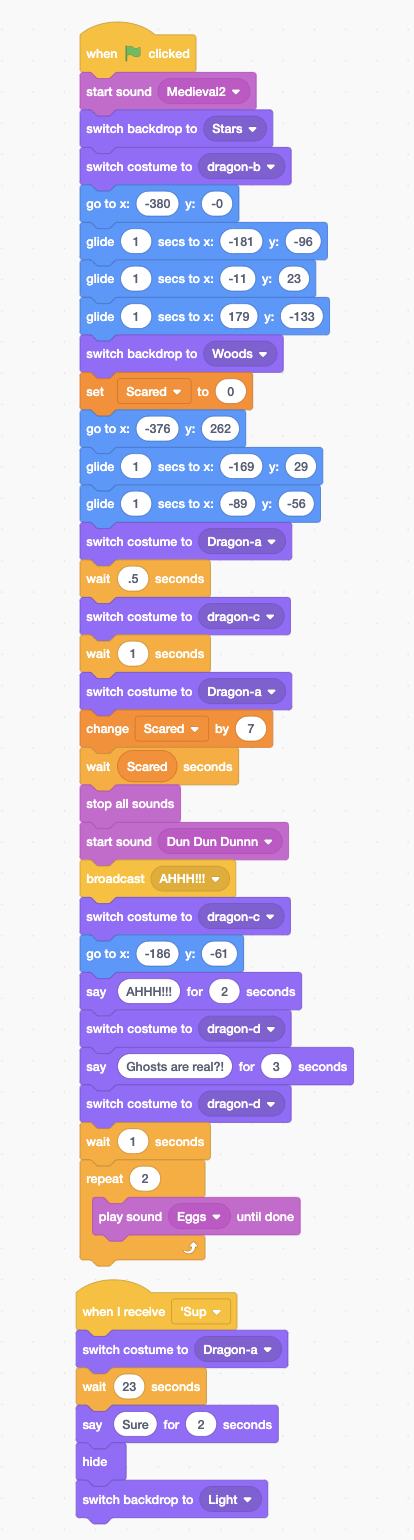 when clicked
start sound Medieval2
switch backdrop to Stars
switch costume to dragon-b
go to x: -380 y: -0
glide 1 secs to x: -181 y: -96
glide 1 secs to x: -11 y: 23
glide 1 secs to x: 179 y: -133
switch backdrop to Woods
set Scared to 0
go to x: -376 y: 262
glide 1 secs to x: -169 y: 29
glide 1 secs to x: -89 y: -56
switch costume to Dragon-a
wait .5 seconds
switch costume to dragon-c
wait 1 seconds
switch costume to Dragon-a
change Scared by 7
wait Scared seconds
stop all sounds
start sound Dun Dun Dunnn
broadcast AHHH!!!
switch costume to dragon-c
go to x: -186 y: -61
say AHHH!!! for 2 seconds
switch costume to dragon-d
say Ghosts are real?! for 3 seconds
switch costume to dragon-d
wait 1 seconds
repeat 2
play sound Eggs until done
when I receive 'Sup
switch costume to Dragon-a
wait 23 seconds
say Sure for 2 seconds
hide
switch backdrop to Light